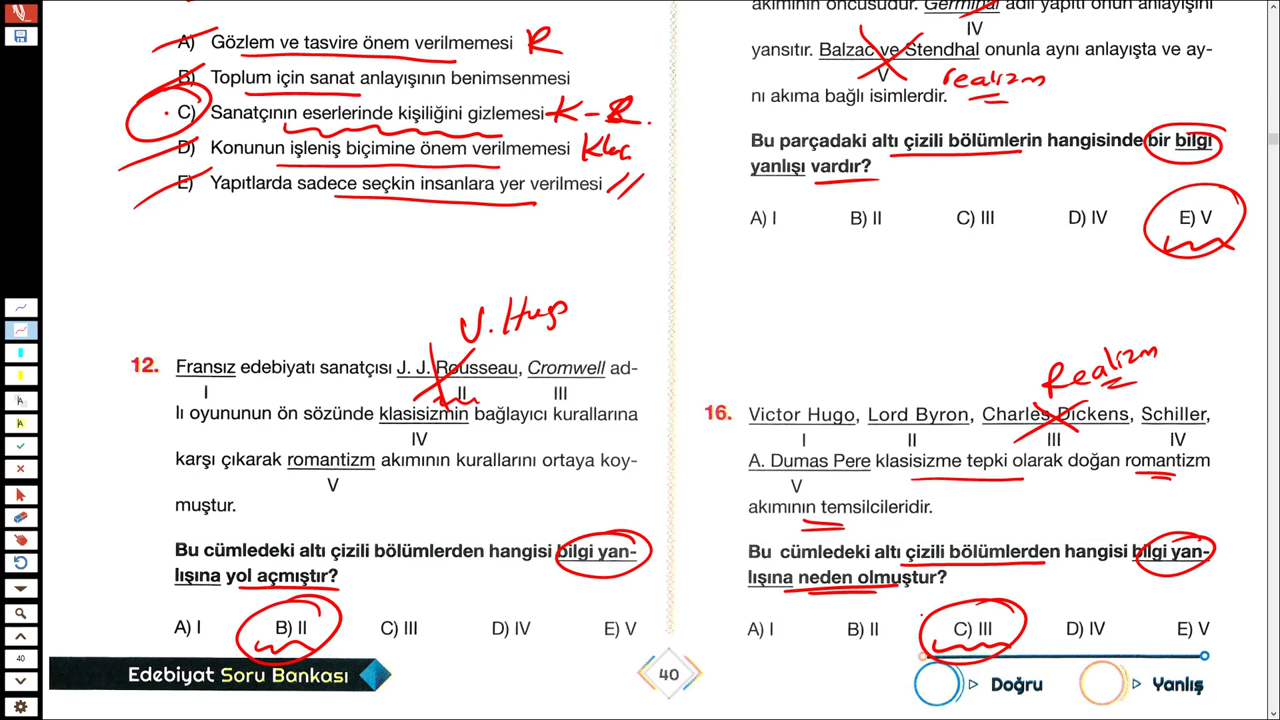 A) Gözlem ve tasvire önem verilmemesi R
B) Toplum için sanat anlayışının benimsenmesi
C) Sanatçının eserlerinde kişiliğini gizlemesi K - R.
D) Konunun işleniş biçimine önem verilmemesi Klas
E) Yapıtlarda sadece seçkin insanlara yer verilmesi //
V. Hugo
12. Fransız edebiyatı sanatçısı J. J. Rousseau, Cromwell ad-
I II III
lı oyununun ön sözünde klasisizmin bağlayıcı kurallarına
IV
karşı çıkarak romantizm akımının kurallarını ortaya koy-
V
muştur.
Bu cümledeki altı çizili bölümlerden hangisi bilgi yan-
lışına yol açmıştır?
A) I B) II C) III D) IV E) V
akımının öncüsüdür. Germinal adlı yapıtı onun anlayışını
IV
yansıtır. Balzac ve Stendhal onunla aynı anlayışta ve ay-
V
realizm
nı akıma bağlı isimlerdir.
Bu parçadaki altı çizili bölümlerin hangisinde bir bilgi
yanlışı vardır?
A) I B) II C) III D) IV E) V
Realizm
16. Victor Hugo, Lord Byron, Charles Dickens, Schiller,
I II III IV
A. Dumas Pere klasisizme tepki olarak doğan romantizm
V
akımının temsilcileridir.
Bu cümledeki altı çizili bölümlerden hangisi bilgi yan-
lışına neden olmuştur?
A) I B) II C) III D) IV E) V
Edebiyat Soru Bankası
40
Doğru Yanlış
40